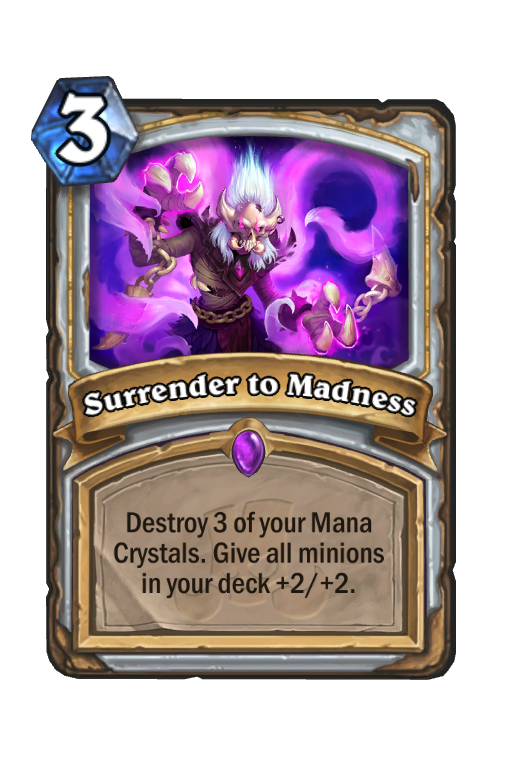 3
Surrender to Madness
Destroy 3 of your Mana
Crystals. Give all minions
in your deck +2/+2.